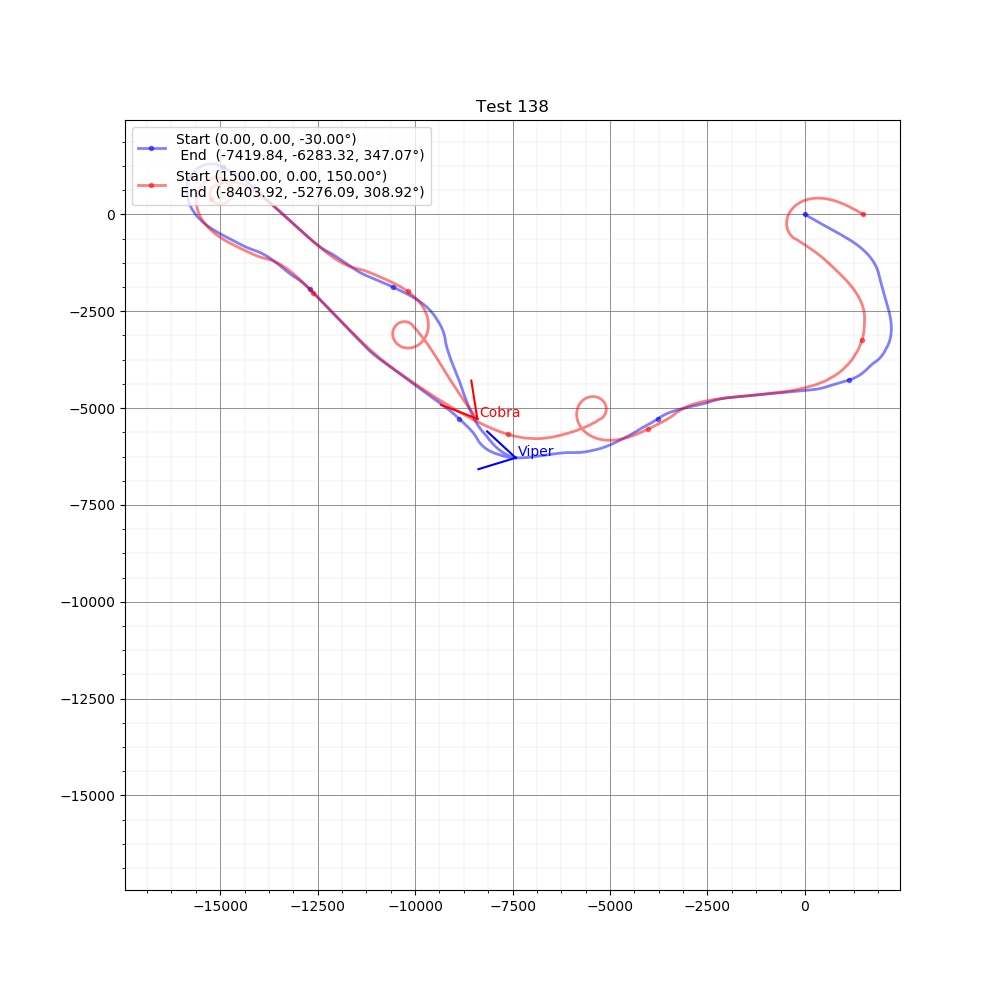 Test 138
Start (0.00, 0.00, -30.00°)
End (-7419.84, -6283.32, 347.07°)
Start (1500.00, 0.00, 150.00°)
End (-8403.92, -5276.09, 308.92°)
0
−2500
−5000
−7500
−10000
−12500
−15000
Cobra
Viper
−15000
−12500
−10000
−7500
−5000
−2500
0